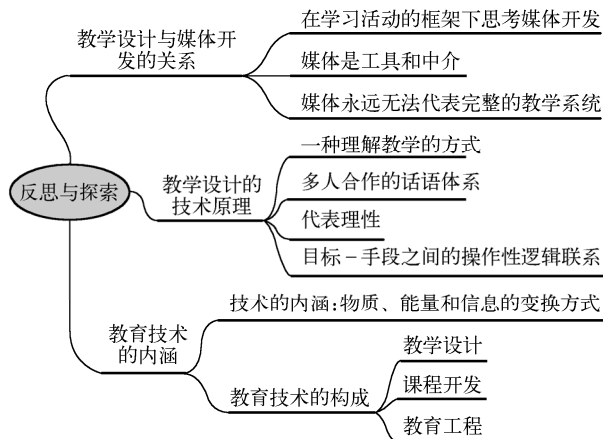 反思与探索
教学设计与媒体开
发的关系
在学习活动的框架下思考媒体开发
媒体是工具和中介
媒体永远无法代表完整的教学系统
教学设计的
技术原理
一种理解教学的方式
多人合作的话语体系
代表理性
目标－手段之间的操作性逻辑联系
教育技术
的内涵
技术的内涵:物质、能量和信息的变换方式
教育技术的构成
教学设计
课程开发
教育工程